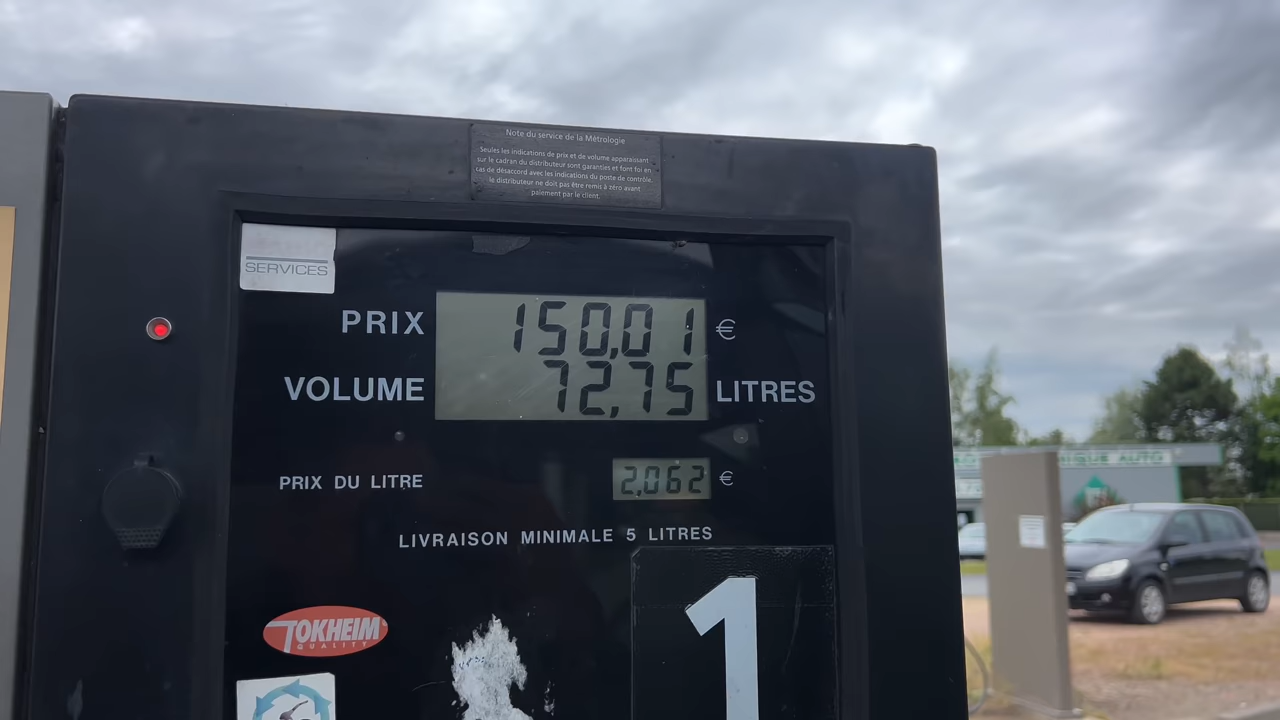 Note du service de la Métrologie
Seules les indications de prix et de volume apparaissant
sur le cadran du distributeur sont garanties et font foi en
cas de désaccord avec les indications du poste de contrôle,
le distributeur ne doit pas être remis à zéro avant
paiement par le client.
SERVICES
PRIX 150,01 €
VOLUME 72,75 LITRES
PRIX DU LITRE 2,062 €
LIVRAISON MINIMALE 5 LITRES
TOKHEIM
QUALITY
1
AUTO